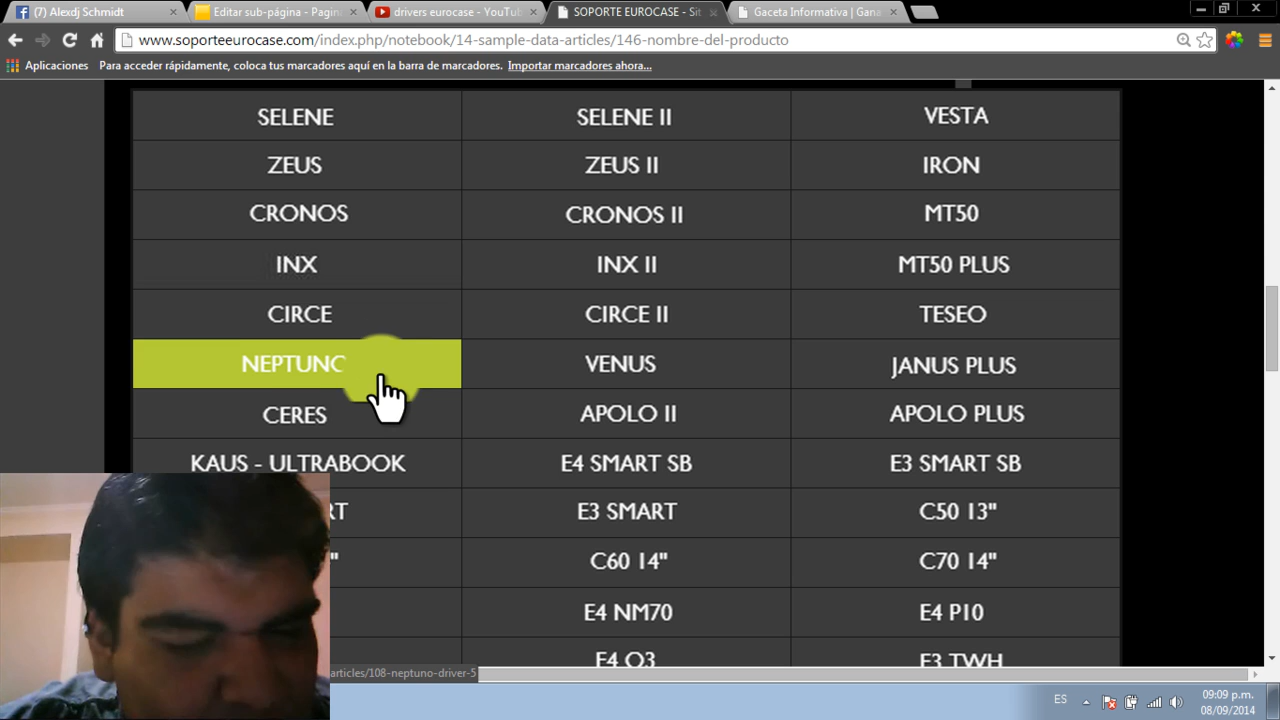 Alexdj Schmidt
(7) Alexdj Schmidt
Editar sub-página - Pagin
drivers eurocase - YouTu
SOPORTE EUROCASE - Sit
Gaceta Informativa | Gana
www.soporteeurocase.com/index.php/notebook/14-sample-data-articles/146-nombre-del-producto
Aplicaciones Para acceder rápidamente, coloca tus marcadores aquí en la barra de marcadores. Importar marcadores ahora...
SELENE SELENE II VESTA
ZEUS ZEUS II IRON
CRONOS CRONOS II MT50
INX INX II MT50 PLUS
CIRCE CIRCE II TESEO
NEPTUNO VENUS JANUS PLUS
CERES APOLO II APOLO PLUS
KAUS - ULTRABOOK E4 SMART SB E3 SMART SB
RT E3 SMART C50 13"
" C60 14" C70 14"
E4 NM70 E4 P10
E4 Q3 E3 TWH
articles/108-neptuno-driver-5
ES
09:09 p.m.
08/09/2014